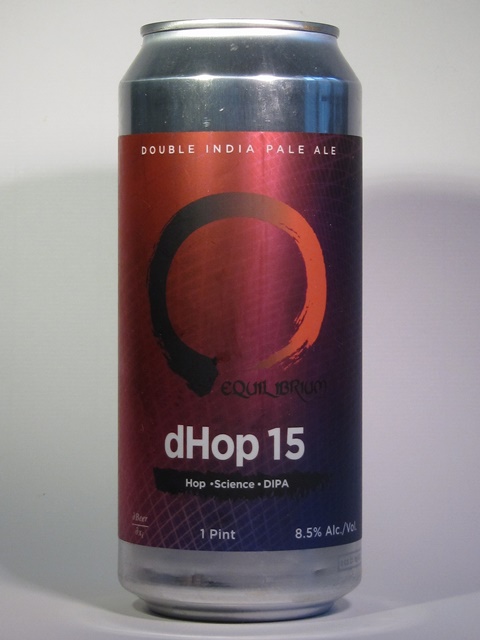 DOUBLE INDIA PALE ALE
EQUILIBRIUM
dHop 15
Hop •Science • DIPA
1 Pint
8.5% Alc./Vol.